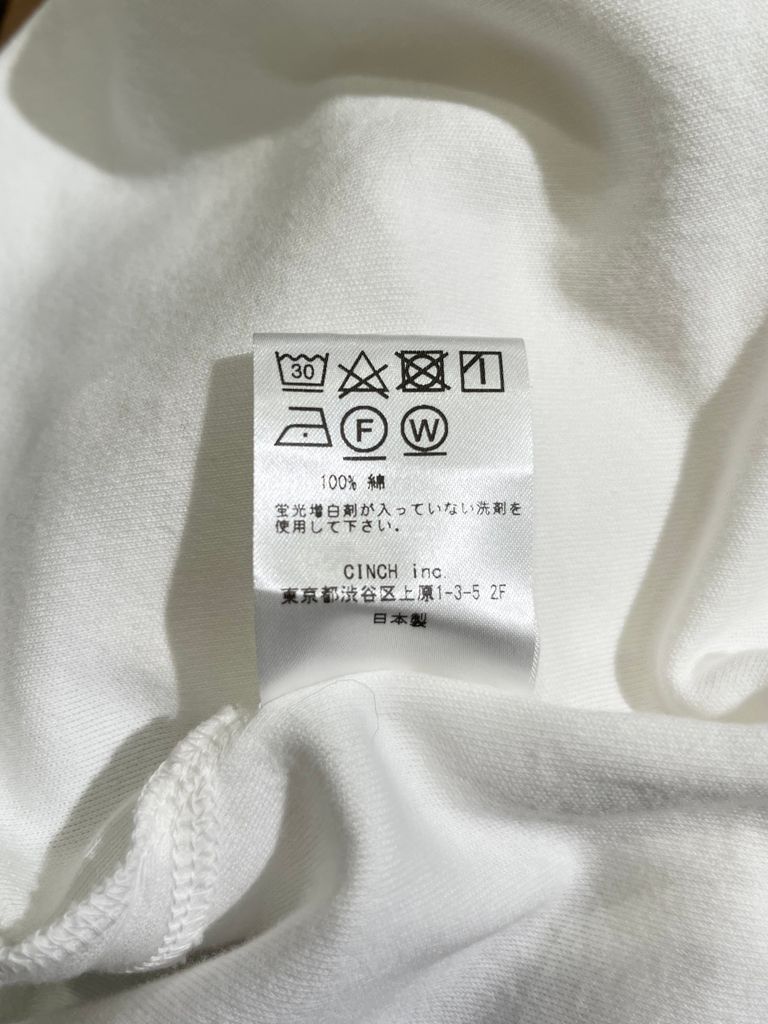 30
F W
100% 綿
蛍光増白剤が入っていない洗剤を
使用して下さい。
CINCH inc.
東京都渋谷区上原1-3-5 2F
日本製